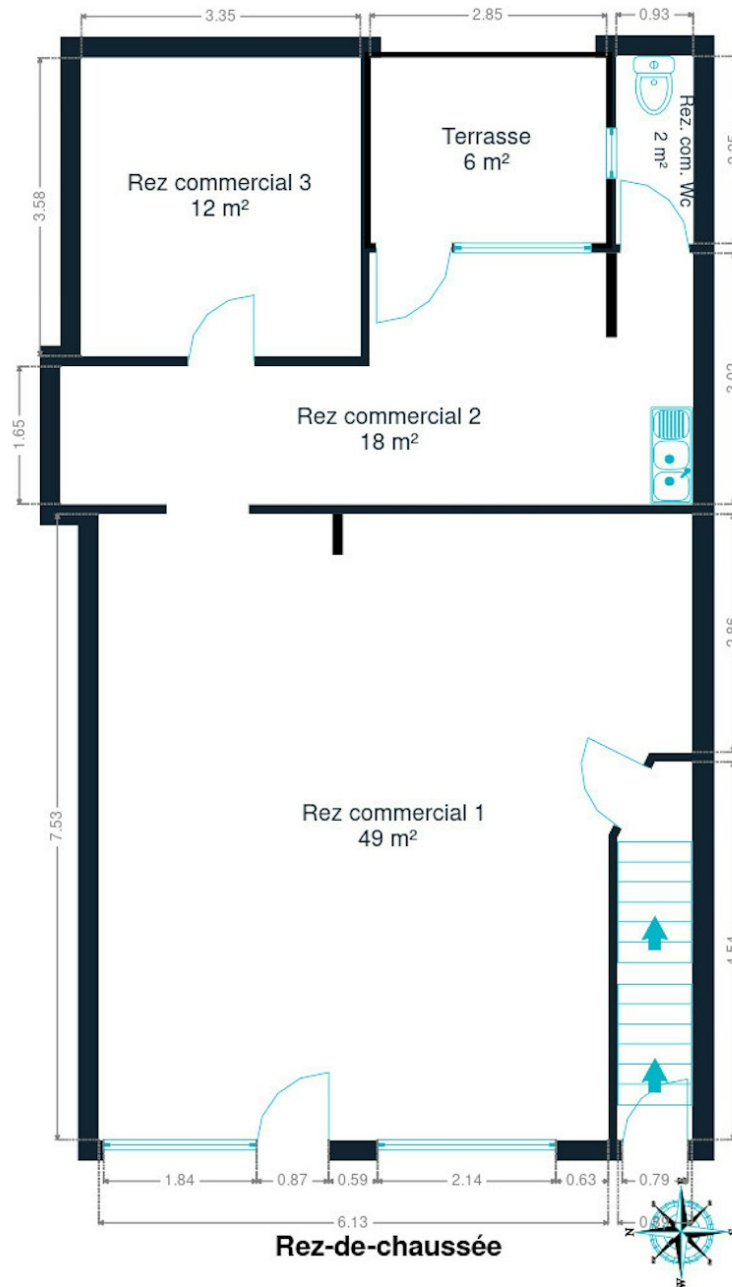 3.35
2.85
0.93
Rez commercial 3
12 m²
Terrasse
6 m²
Rez. com. Wc
2 m²
3.58
Rez commercial 2
18 m²
1.65
Rez commercial 1
49 m²
7.53
1.84
0.87
0.59
2.14
0.63
0.79
6.13
Rez-de-chaussée
N
S
W